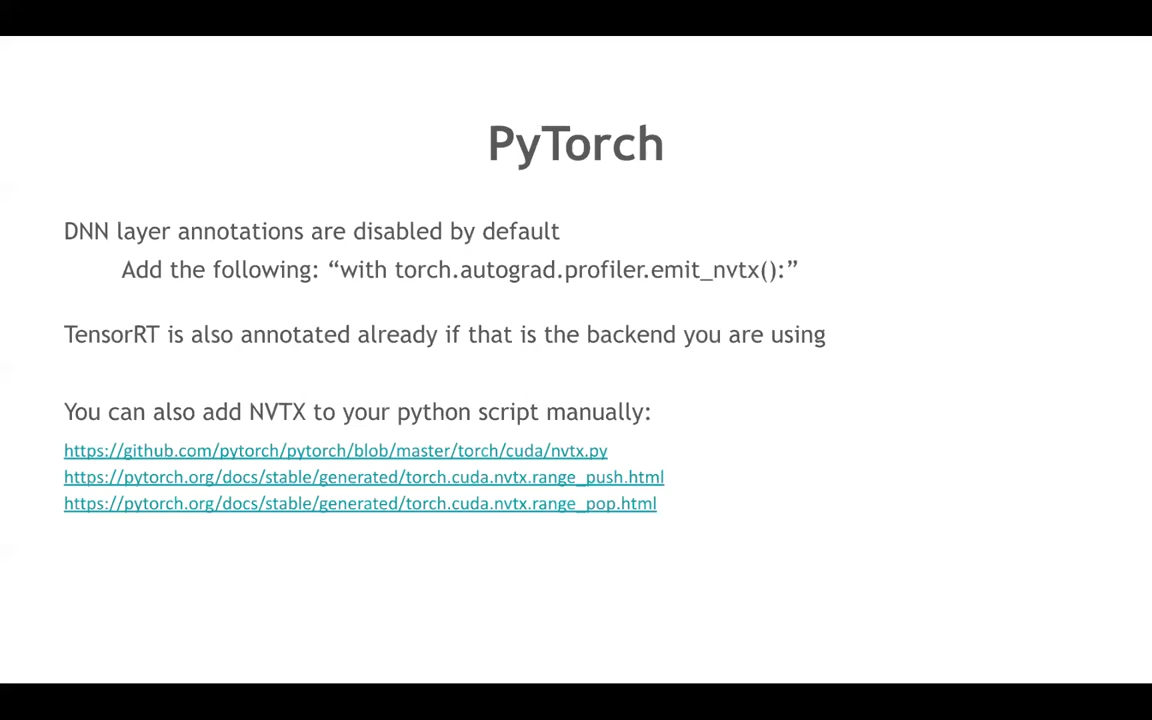 PyTorch
DNN layer annotations are disabled by default
Add the following: “with torch.autograd.profiler.emit_nvtx():”
TensorRT is also annotated already if that is the backend you are using
You can also add NVTX to your python script manually:
https://github.com/pytorch/pytorch/blob/master/torch/cuda/nvtx.py
https://pytorch.org/docs/stable/generated/torch.cuda.nvtx.range_push.html
https://pytorch.org/docs/stable/generated/torch.cuda.nvtx.range_pop.html